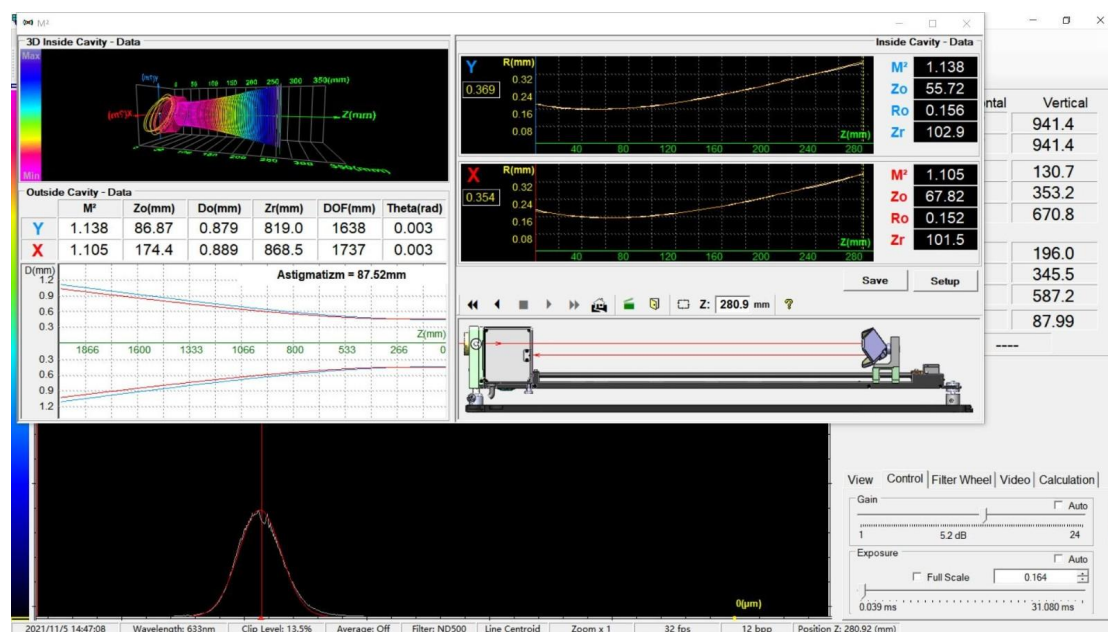 M²
3D Inside Cavity - Data
Max
Min
(mm)Y
0 50 100 150 200 250 300 350(mm)
(mm)X
Z(mm)
Outside Cavity - Data
M² Zo(mm) Do(mm) Zr(mm) DOF(mm) Theta(rad)
Y 1.138 86.87 0.879 819.0 1638 0.003
X 1.105 174.4 0.889 868.5 1737 0.003
D(mm)
Astigmatizm = 87.52mm
1.2
0.9
0.6
0.3
Z(mm)
1866 1600 1333 1066 800 533 266 0
0.3
0.6
0.9
1.2
Inside Cavity - Data
Y R(mm)
0.369
0.32
0.24
0.16
0.08
Z(mm)
40 80 120 160 200 240 280
M² 1.138
Zo 55.72
Ro 0.156
Zr 102.9
X R(mm)
0.354
0.32
0.24
0.16
0.08
Z(mm)
40 80 120 160 200 240 280
M² 1.105
Zo 67.82
Ro 0.152
Zr 101.5
Save Setup
Z: 280.9 mm ?
ntal Vertical
941.4
941.4
130.7
353.2
670.8
196.0
345.5
587.2
87.99
----
0(µm)
View Control Filter Wheel Video Calculation
Gain
Auto
1 5.2 dB 24
Exposure
Auto
Full Scale 0.164
0.039 ms 31.080 ms
2021/11/5 14:47:08 Wavelength: 633nm Clip Level: 13.5% Average: Off Filter: ND500 Line Centroid Zoom x 1 32 fps 12 bpp Position Z: 280.92 (mm)